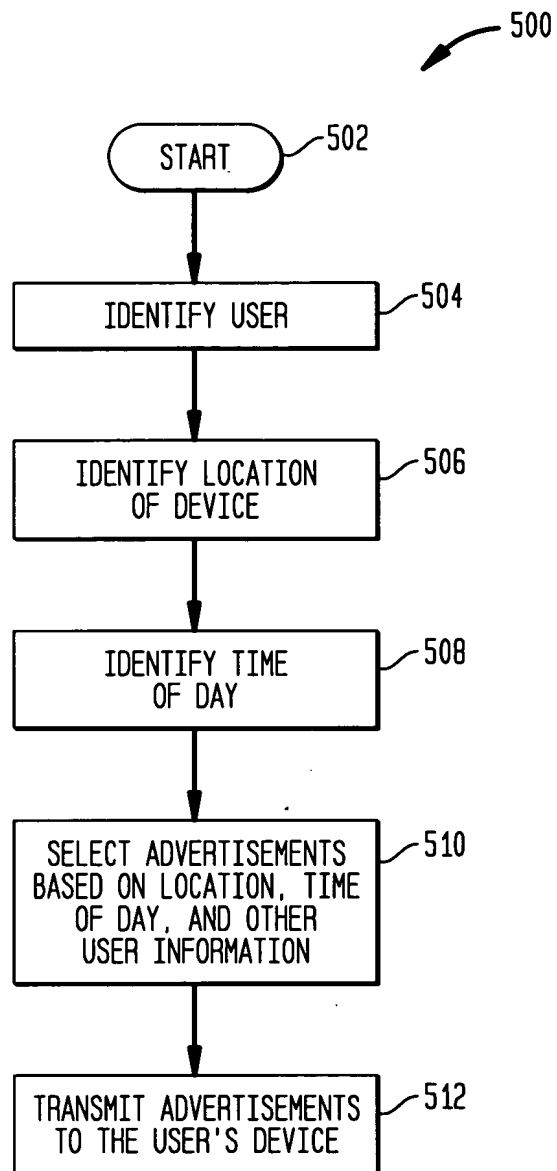 500
START
502
IDENTIFY USER
504
IDENTIFY LOCATION
OF DEVICE
506
IDENTIFY TIME
OF DAY
508
SELECT ADVERTISEMENTS
BASED ON LOCATION, TIME
OF DAY, AND OTHER
USER INFORMATION
510
TRANSMIT ADVERTISEMENTS
TO THE USER'S DEVICE
512